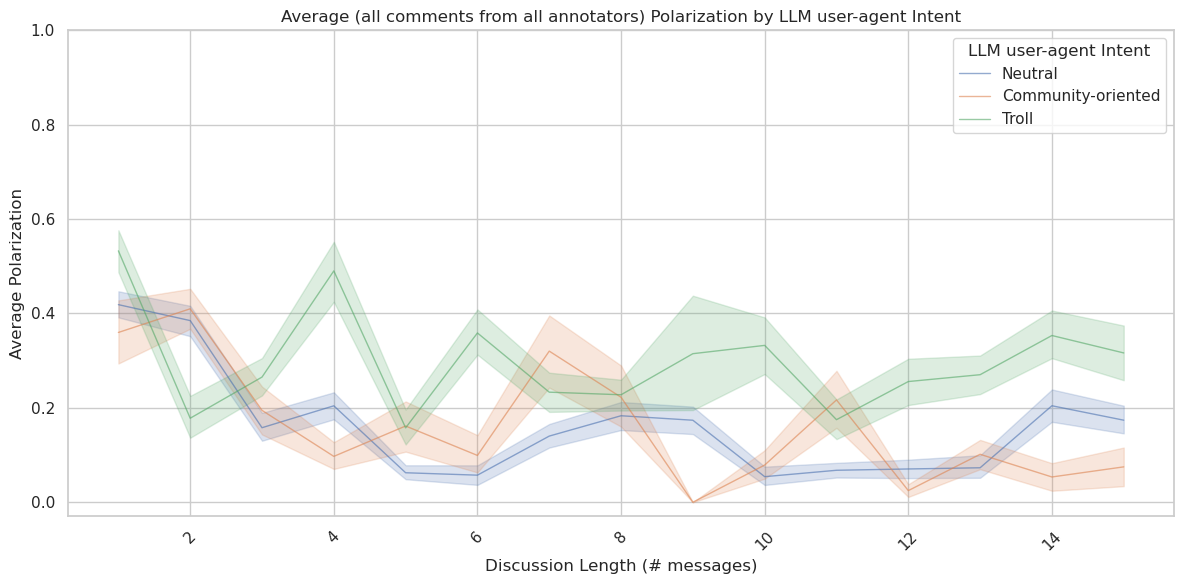 Average (all comments from all annotators) Polarization by LLM user-agent Intent
1.0
0.8
0.6
0.4
0.2
0.0
Average Polarization
LLM user-agent Intent
Neutral
Community-oriented
Troll
2
4
6
8
10
12
14
Discussion Length (# messages)